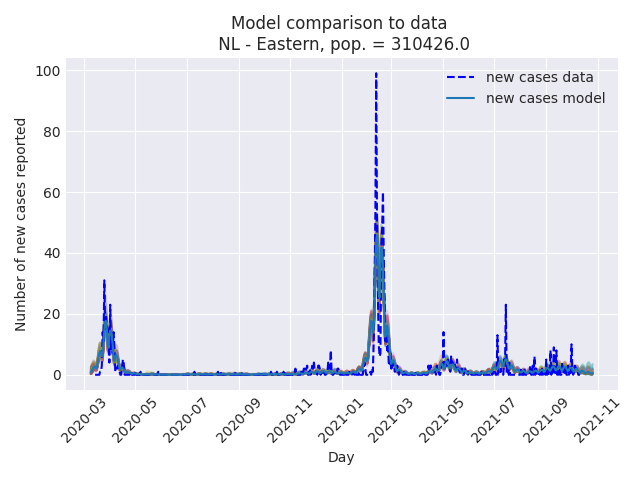 Model comparison to data
NL - Eastern, pop. = 310426.0
new cases data
new cases model
Number of new cases reported
100
80
60
40
20
0
2020-03
2020-05
2020-07
2020-09
2020-11
2021-01
2021-03
2021-05
2021-07
2021-09
2021-11
Day